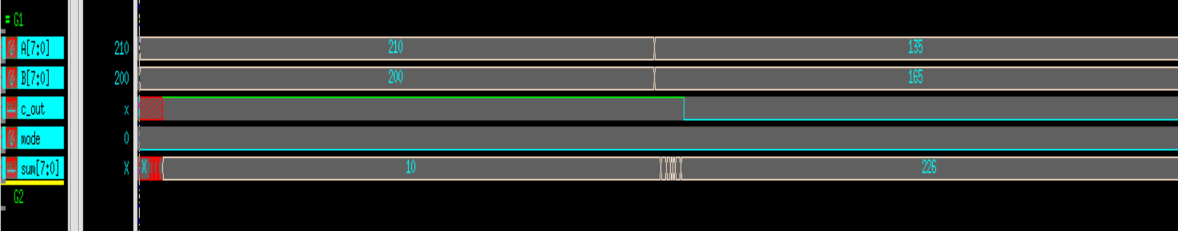 G1
A[7:0] 210 210 135
B[7:0] 200 200 165
c_out x
mode 0
sum[7:0] X X 10 226
G2